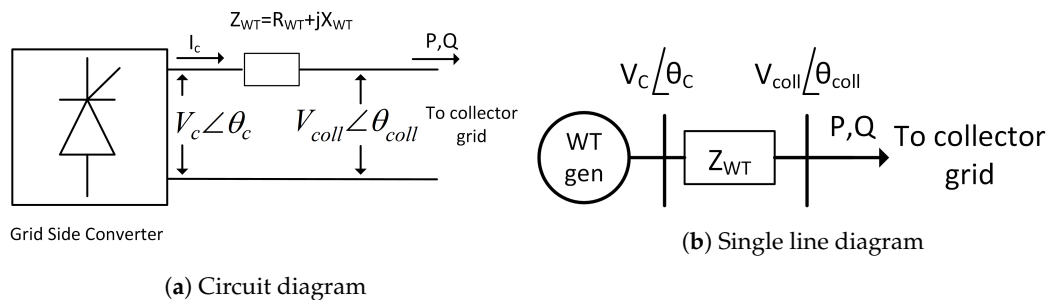 Z_WT=R_WT+jX_WT
I_c
P,Q
V_c∠θ_c
V_coll∠θ_coll
To collector
grid
Grid Side Converter
(a) Circuit diagram
V_C∠θ_C
V_coll∠θ_coll
WT
gen
Z_WT
P,Q
To collector
grid
(b) Single line diagram